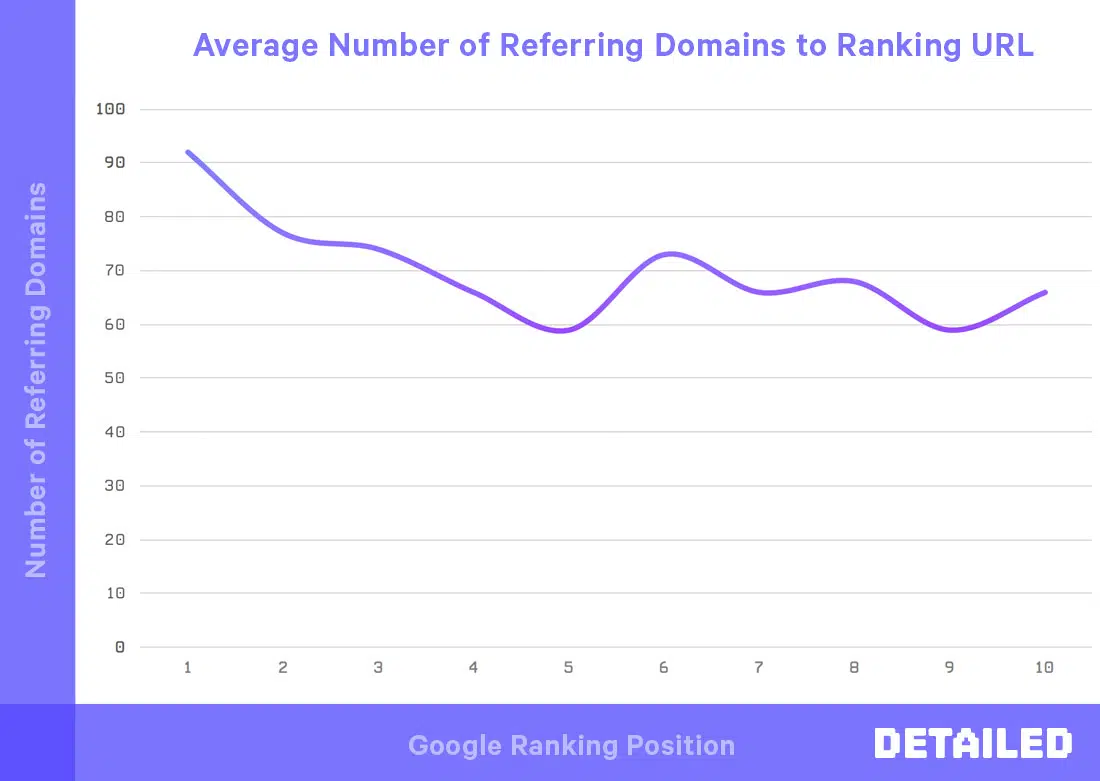 Average Number of Referring Domains to Ranking URL
Number of Referring Domains
100
90
80
70
60
50
40
30
20
10
0
1 2 3 4 5 6 7 8 9 10
Google Ranking Position
DETAILED